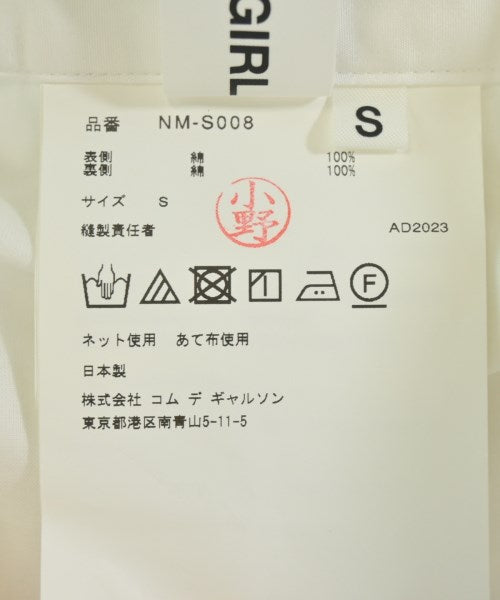 GIRL
S
品番 NM-S008
表側 綿 100%
裏側 綿 100%
サイズ S
小野
縫製責任者 AD2023
F
ネット使用 あて布使用
日本製
株式会社 コム デ ギャルソン
東京都港区南青山5-11-5